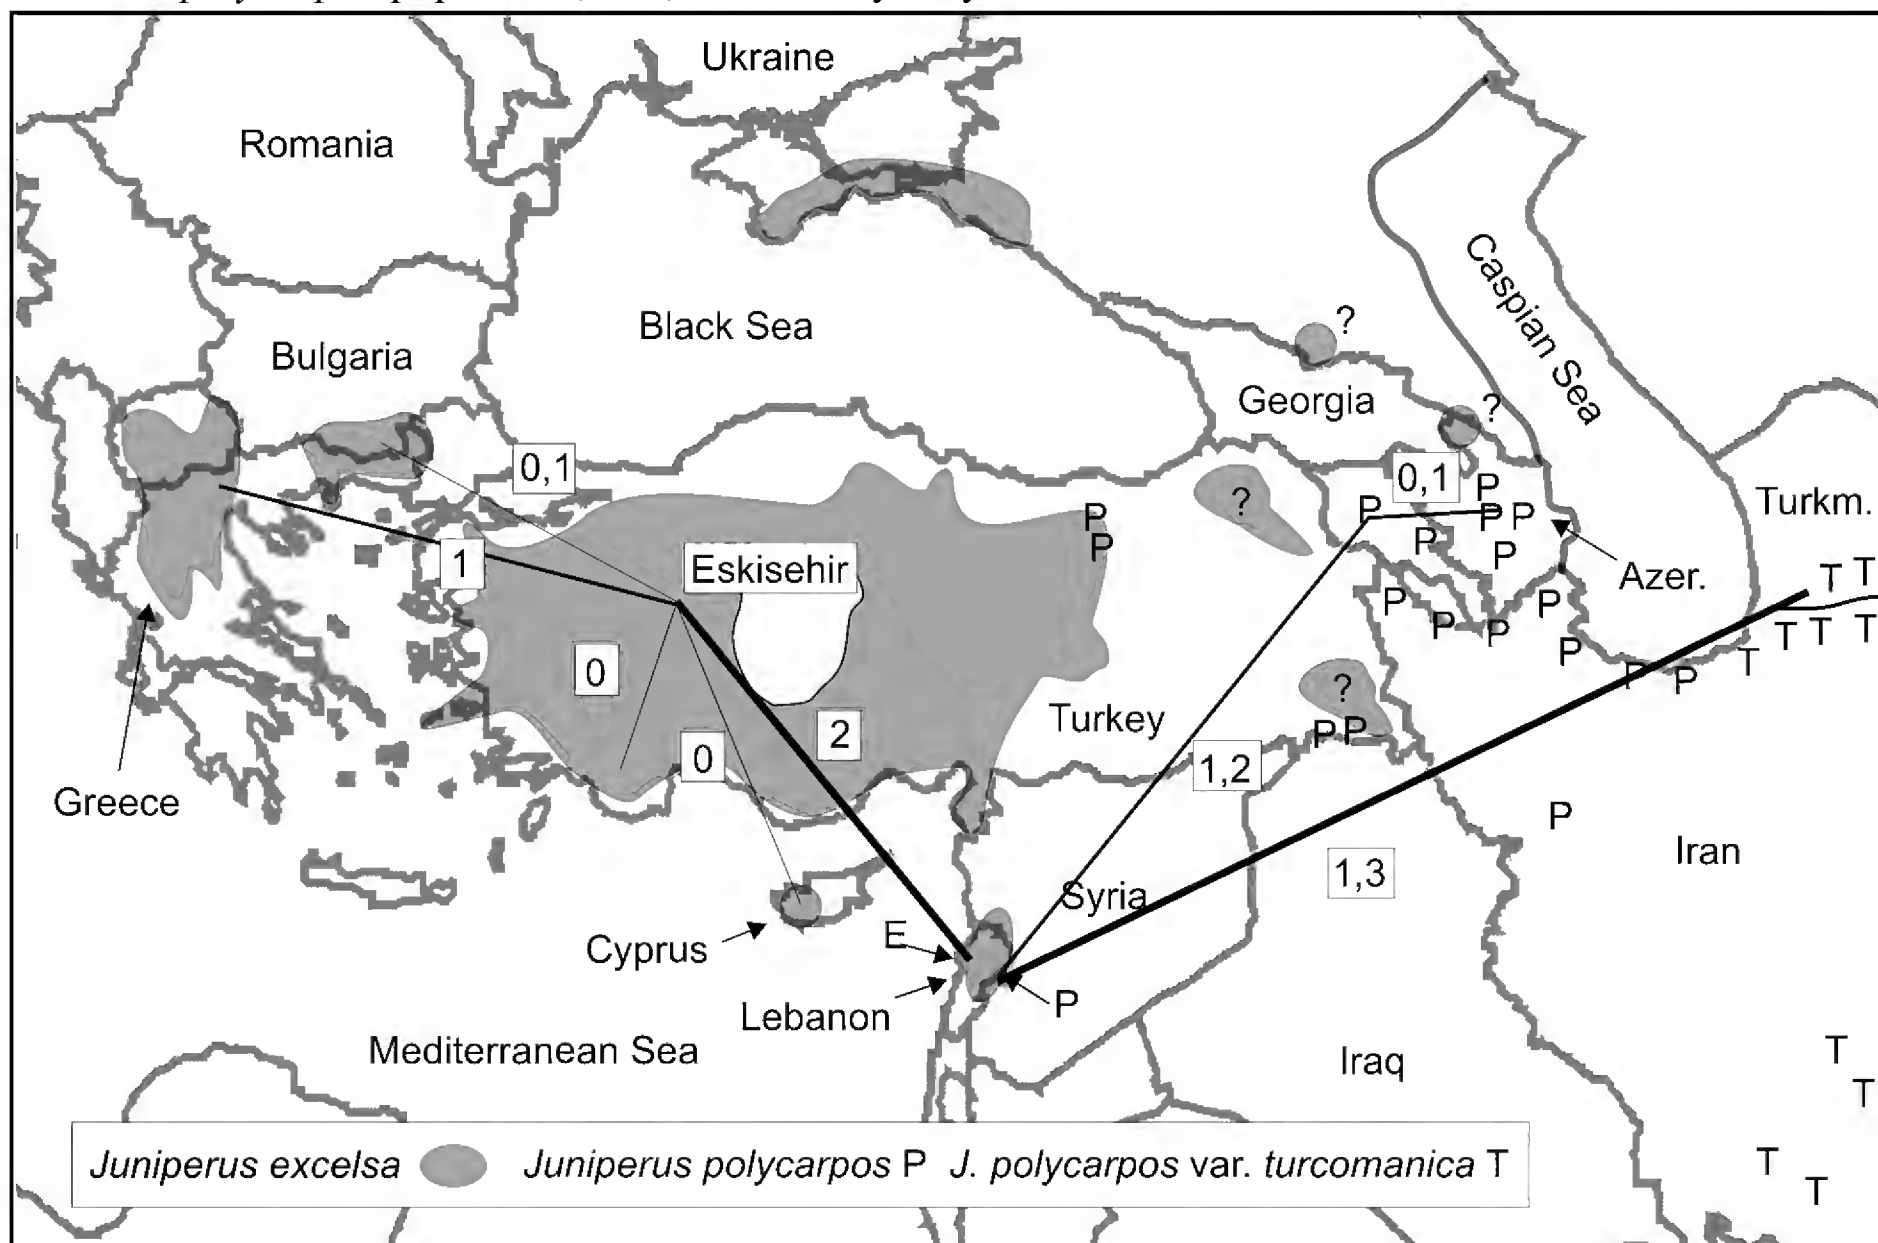 Ukraine
Romania
Caspian Sea
?
Black Sea
Bulgaria
Georgia
?
0,1
0,1
P
?
P
P
P P
Turkm.
P
P
P
1
Eskisehir
Azer.
T T
P
P
P
P
T T T
0
P
T
?
P
P
Turkey
2
P P
0
1,2
Greece
P
Iran
1,3
Syria
E
Cyprus
P
Lebanon
Mediterranean Sea
Iraq
T
T
Juniperus excelsa Juniperus polycarpos P J. polycarpos var. turcomanica T
T
T